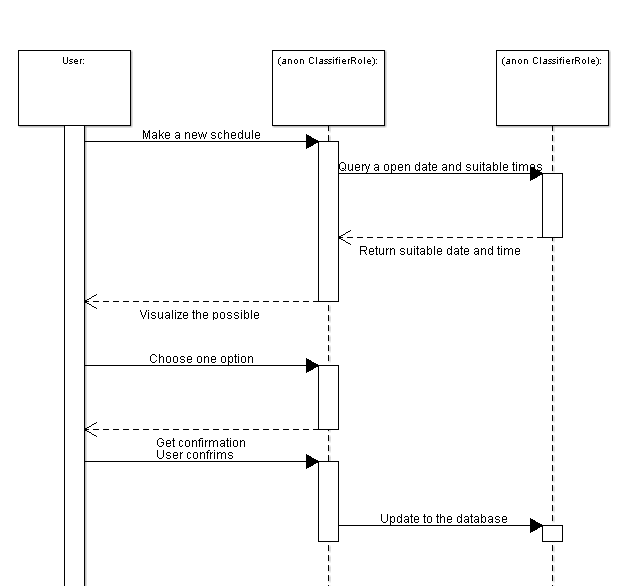 User:
(anon ClassifierRole):
(anon ClassifierRole):
Make a new schedule
Query a open date and suitable times
Return suitable date and time
Visualize the possible
Choose one option
Get confirmation
User confrims
Update to the database